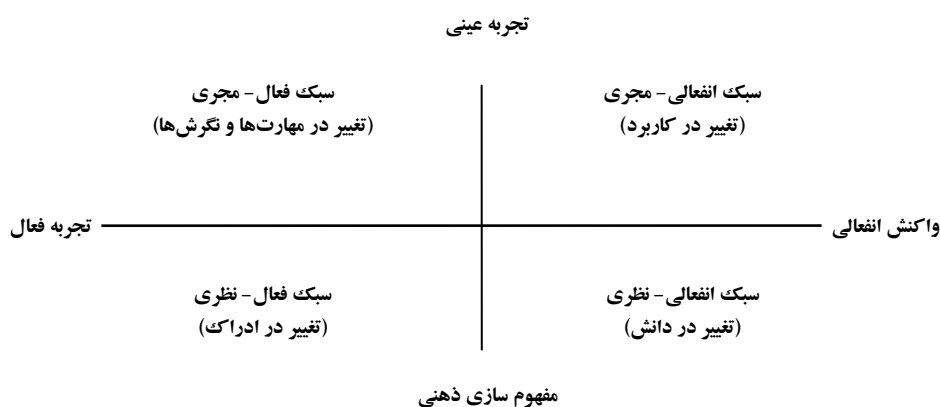 تجربه عینی
سبک انفعالی- مجری
(تغییر در کاربرد)
سبک فعال- مجری
(تغییر در مهارت‌ها و نگرش‌ها)
واکنش انفعالی
تجربه فعال
سبک انفعالی- نظری
(تغییر در دانش)
سبک فعال- نظری
(تغییر در ادراک)
مفهوم سازی ذهنی